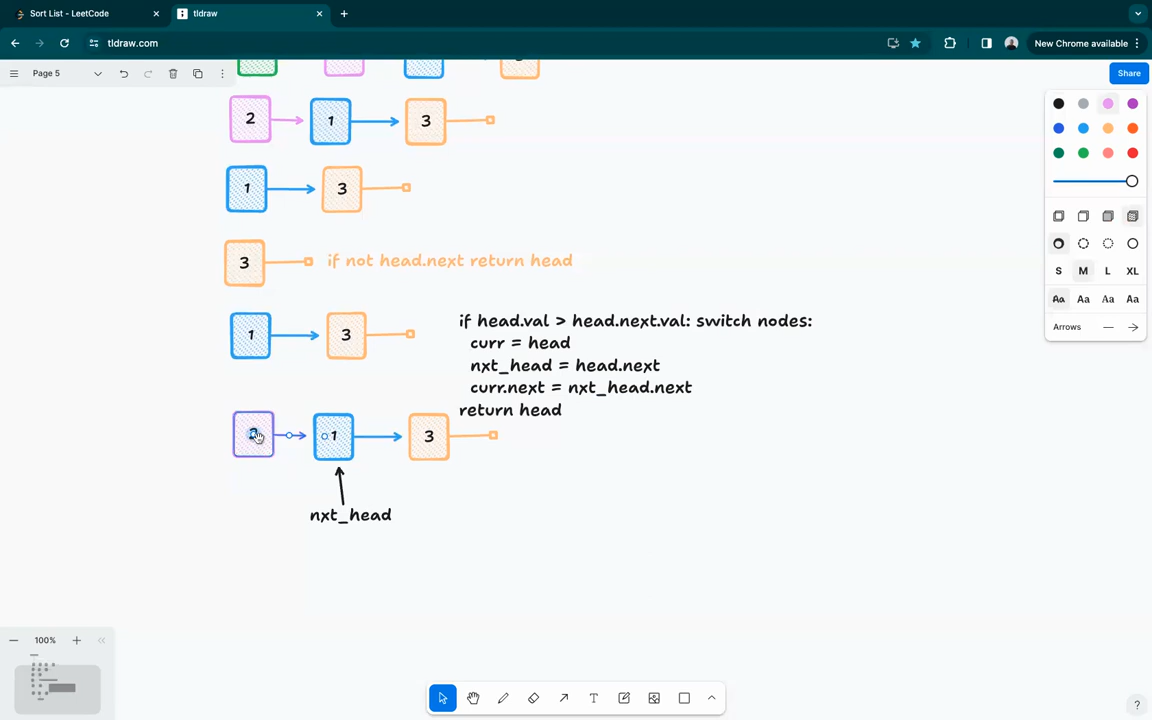 Sort List - LeetCode
tldraw
tldraw.com
New Chrome available
Page 5
Share
2 1 3
1 3
3 if not head.next return head
1 3
if head.val > head.next.val: switch nodes:
curr = head
nxt_head = head.next
curr.next = nxt_head.next
return head
1 3
nxt_head
S M L XL
Aa Aa Aa Aa
Arrows
100%
T
?